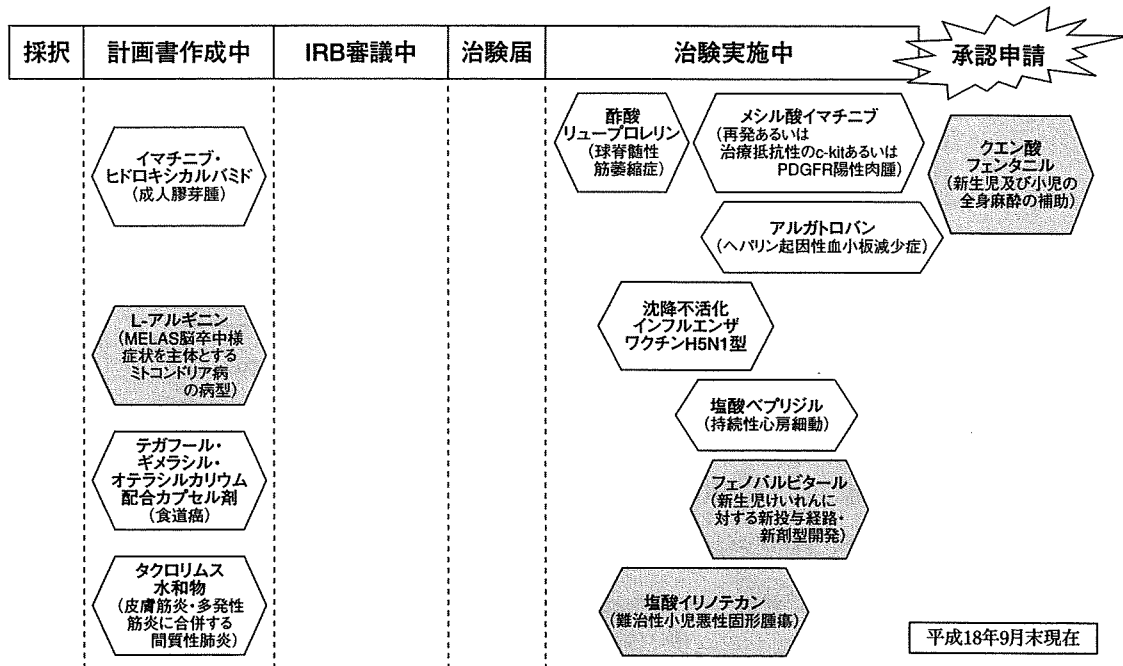 採択
計画書作成中
IRB審議中
治験届
治験実施中
承認申請
イマチニブ・
ヒドロキシカルバミド
(成人膠芽腫)
L-アルギニン
(MELAS脳卒中様
症状を主体とする
ミトコンドリア病
の病型)
テガフール・
ギメラシル・
オテラシルカリウム
配合カプセル剤
(食道癌)
タクロリムス
水和物
(皮膚筋炎・多発性
筋炎に合併する
間質性肺炎)
酢酸
リュープロレリン
(球脊髄性
筋萎縮症)
メシル酸イマチニブ
(再発あるいは
治療抵抗性のc-kitあるいは
PDGFR陽性肉腫)
クエン酸
フェンタニル
(新生児及び小児の
全身麻酔の補助)
アルガトロバン
(ヘパリン起因性血小板減少症)
沈降不活化
インフルエンザ
ワクチンH5N1型
塩酸ベプリジル
(持続性心房細動)
フェノバルビタール
(新生児けいれんに
対する新投与経路・
新剤型開発)
塩酸イリノテカン
(難治性小児悪性固形腫瘍)
平成18年9月末現在